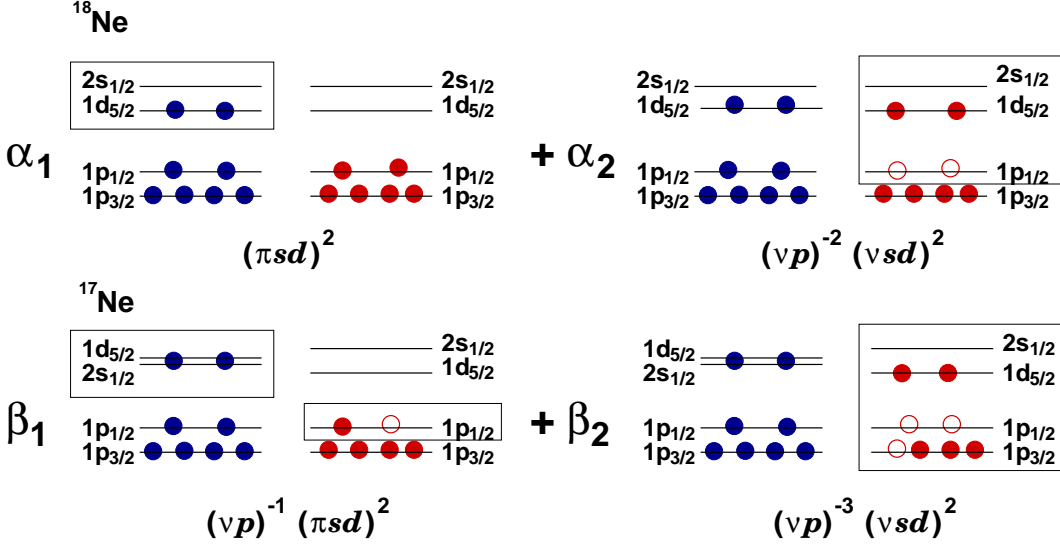 ¹⁸Ne
2s₁/₂ 2s₁/₂ 2s₁/₂ 2s₁/₂
1d₅/₂ 1d₅/₂ 1d₅/₂ 1d₅/₂
α₁ + α₂
1p₁/₂ 1p₁/₂ 1p₁/₂ 1p₁/₂
1p₃/₂ 1p₃/₂ 1p₃/₂ 1p₃/₂
(πsd)² (νp)⁻² (νsd)²
¹⁷Ne
1d₅/₂ 2s₁/₂ 1d₅/₂ 2s₁/₂
2s₁/₂ 1d₅/₂ 2s₁/₂ 1d₅/₂
β₁ + β₂
1p₁/₂ 1p₁/₂ 1p₁/₂ 1p₁/₂
1p₃/₂ 1p₃/₂ 1p₃/₂ 1p₃/₂
(νp)⁻¹ (πsd)² (νp)⁻³ (νsd)²